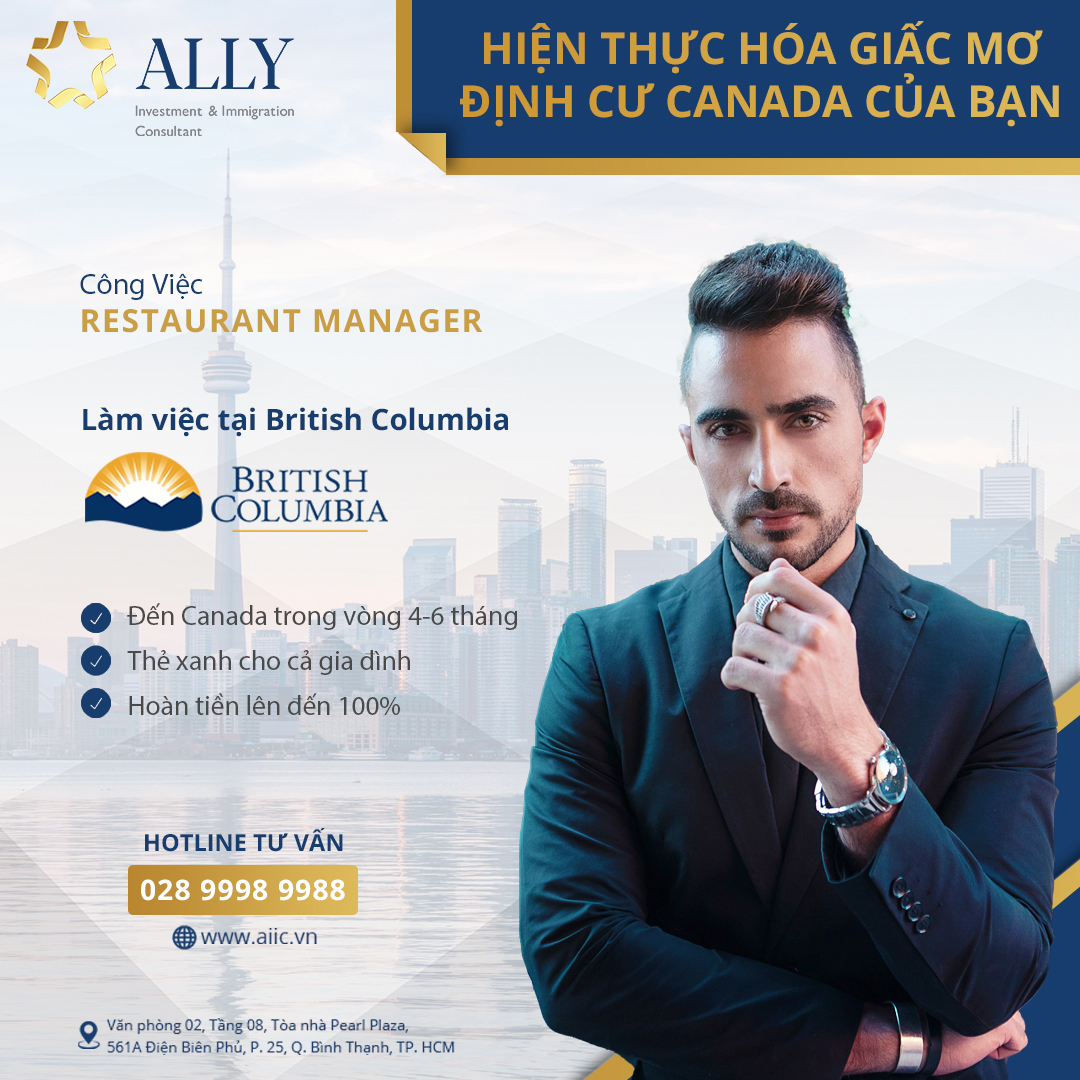 ALLY
Investment & Immigration
Consultant
HIỆN THỰC HÓA GIẤC MƠ
ĐỊNH CƯ CANADA CỦA BẠN
Công Việc
RESTAURANT MANAGER
Làm việc tại British Columbia
BRITISH
COLUMBIA
Đến Canada trong vòng 4-6 tháng
Thẻ xanh cho cả gia đình
Hoàn tiền lên đến 100%
HOTLINE TƯ VẤN
028 9998 9988
www.aiic.vn
Văn phòng 02, Tầng 08, Tòa nhà Pearl Plaza,
561A Điện Biên Phủ, P. 25, Q. Bình Thạnh, TP. HCM